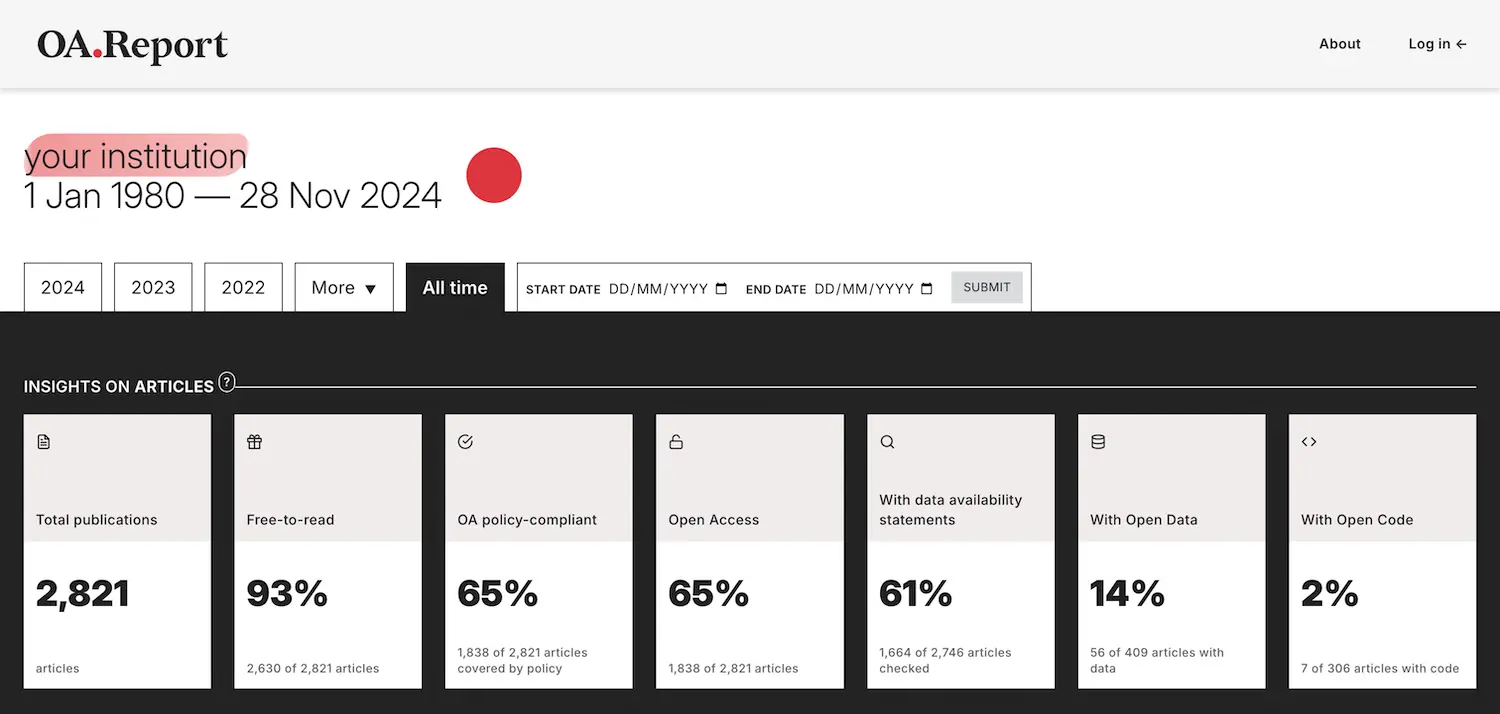 OA.Report
About
Log in ←
your institution
1 Jan 1980 — 28 Nov 2024
2024
2023
2022
More ▼
All time
START DATE DD/MM/YYYY
END DATE DD/MM/YYYY
SUBMIT
INSIGHTS ON ARTICLES ?
Total publications
2,821
articles
Free-to-read
93%
2,630 of 2,821 articles
OA policy-compliant
65%
1,838 of 2,821 articles
covered by policy
Open Access
65%
1,838 of 2,821 articles
With data availability
statements
61%
1,664 of 2,746 articles
checked
With Open Data
14%
56 of 409 articles with
data
With Open Code
2%
7 of 306 articles with code